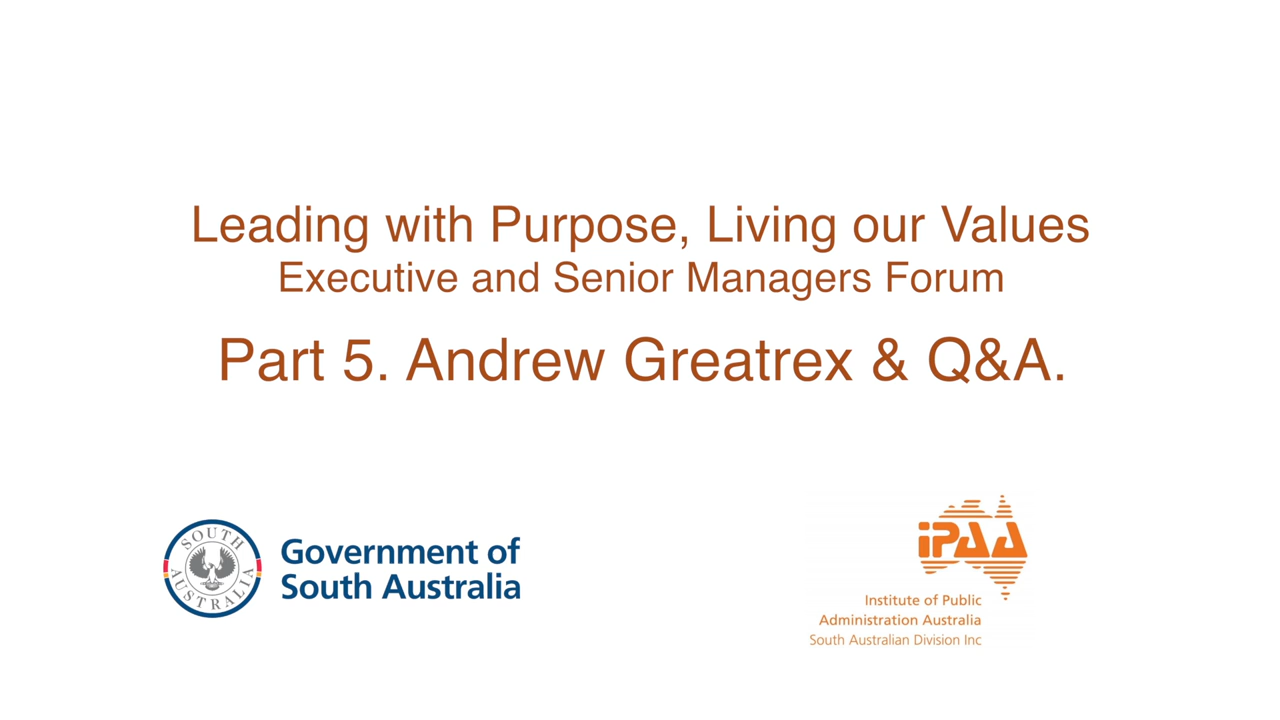 Leading with Purpose, Living our Values
Executive and Senior Managers Forum
Part 5. Andrew Greatrex & Q&A.
SOUTH
AUSTRALIA
Government of
South Australia
iPAA
Institute of Public
Administration Australia
South Australian Division Inc